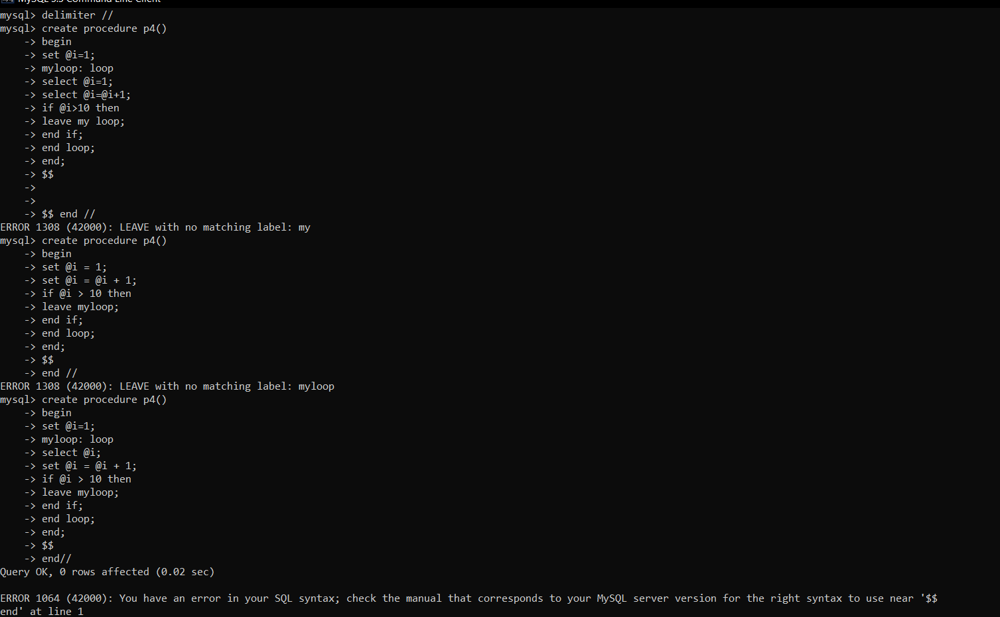 MySQL 5.5 Command Line Client
mysql> delimiter //
mysql> create procedure p4()
    -> begin
    -> set @i=1;
    -> myloop: loop
    -> select @i=1;
    -> select @i=@i+1;
    -> if @i>10 then
    -> leave my loop;
    -> end if;
    -> end loop;
    -> end;
    -> $$
    ->
    ->
    -> $$ end //
ERROR 1308 (42000): LEAVE with no matching label: my
mysql> create procedure p4()
    -> begin
    -> set @i = 1;
    -> set @i = @i + 1;
    -> if @i > 10 then
    -> leave myloop;
    -> end if;
    -> end loop;
    -> end;
    -> $$
    -> end //
ERROR 1308 (42000): LEAVE with no matching label: myloop
mysql> create procedure p4()
    -> begin
    -> set @i=1;
    -> myloop: loop
    -> select @i;
    -> set @i = @i + 1;
    -> if @i > 10 then
    -> leave myloop;
    -> end if;
    -> end loop;
    -> end;
    -> $$
    -> end//
Query OK, 0 rows affected (0.02 sec)
ERROR 1064 (42000): You have an error in your SQL syntax; check the manual that corresponds to your MySQL server version for the right syntax to use near '$$
end' at line 1